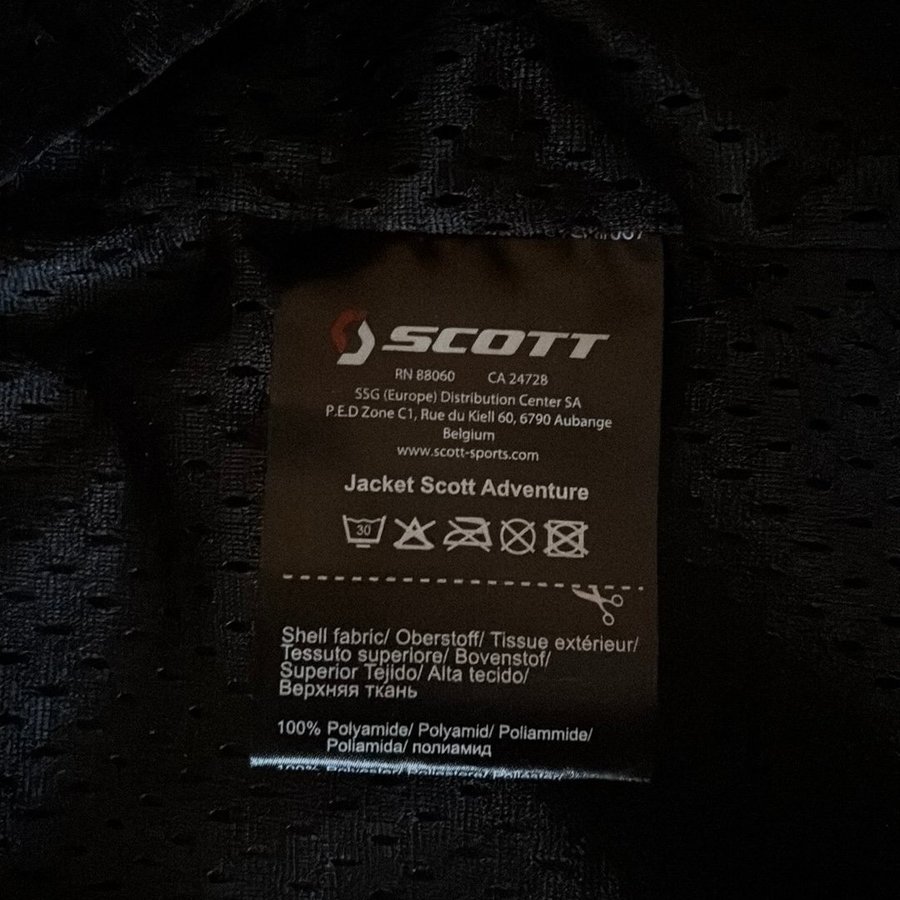 SCOTT
RN 88060 CA 24728
SSG (Europe) Distribution Center SA
P.E.D Zone C1, Rue du Kiell 60, 6790 Aubange
Belgium
www.scott-sports.com
Jacket Scott Adventure
30
Shell fabric/ Oberstoff/ Tissue extérieur/
Tessuto superiore/ Bovenstof/
Superior Tejido/ Alta tecido/
Верхняя ткань
100% Polyamide/ Polyamid/ Poliammide/
Poliamida/ полиамид